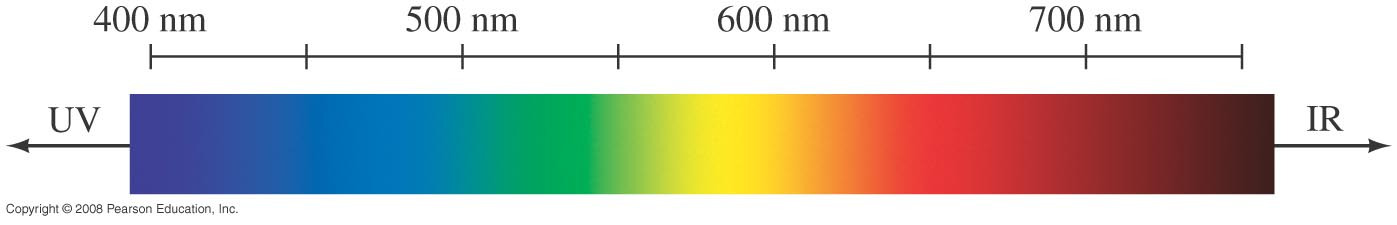 400 nm 500 nm 600 nm 700 nm
UV IR
Copyright © 2008 Pearson Education, Inc.